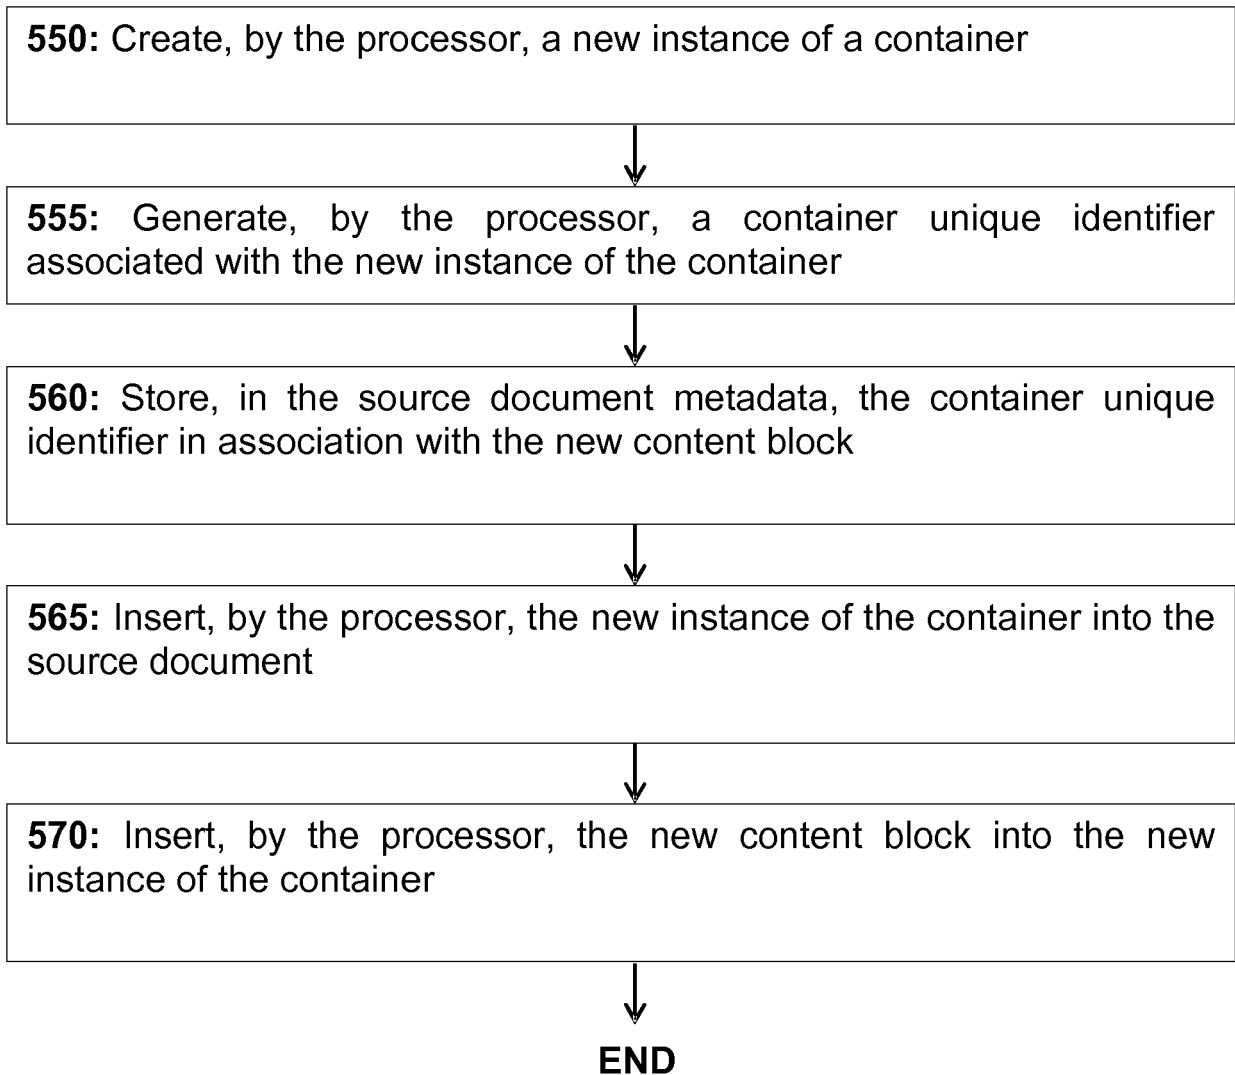 550: Create, by the processor, a new instance of a container
555: Generate, by the processor, a container unique identifier
associated with the new instance of the container
560: Store, in the source document metadata, the container unique
identifier in association with the new content block
565: Insert, by the processor, the new instance of the container into the
source document
570: Insert, by the processor, the new content block into the new
instance of the container
END